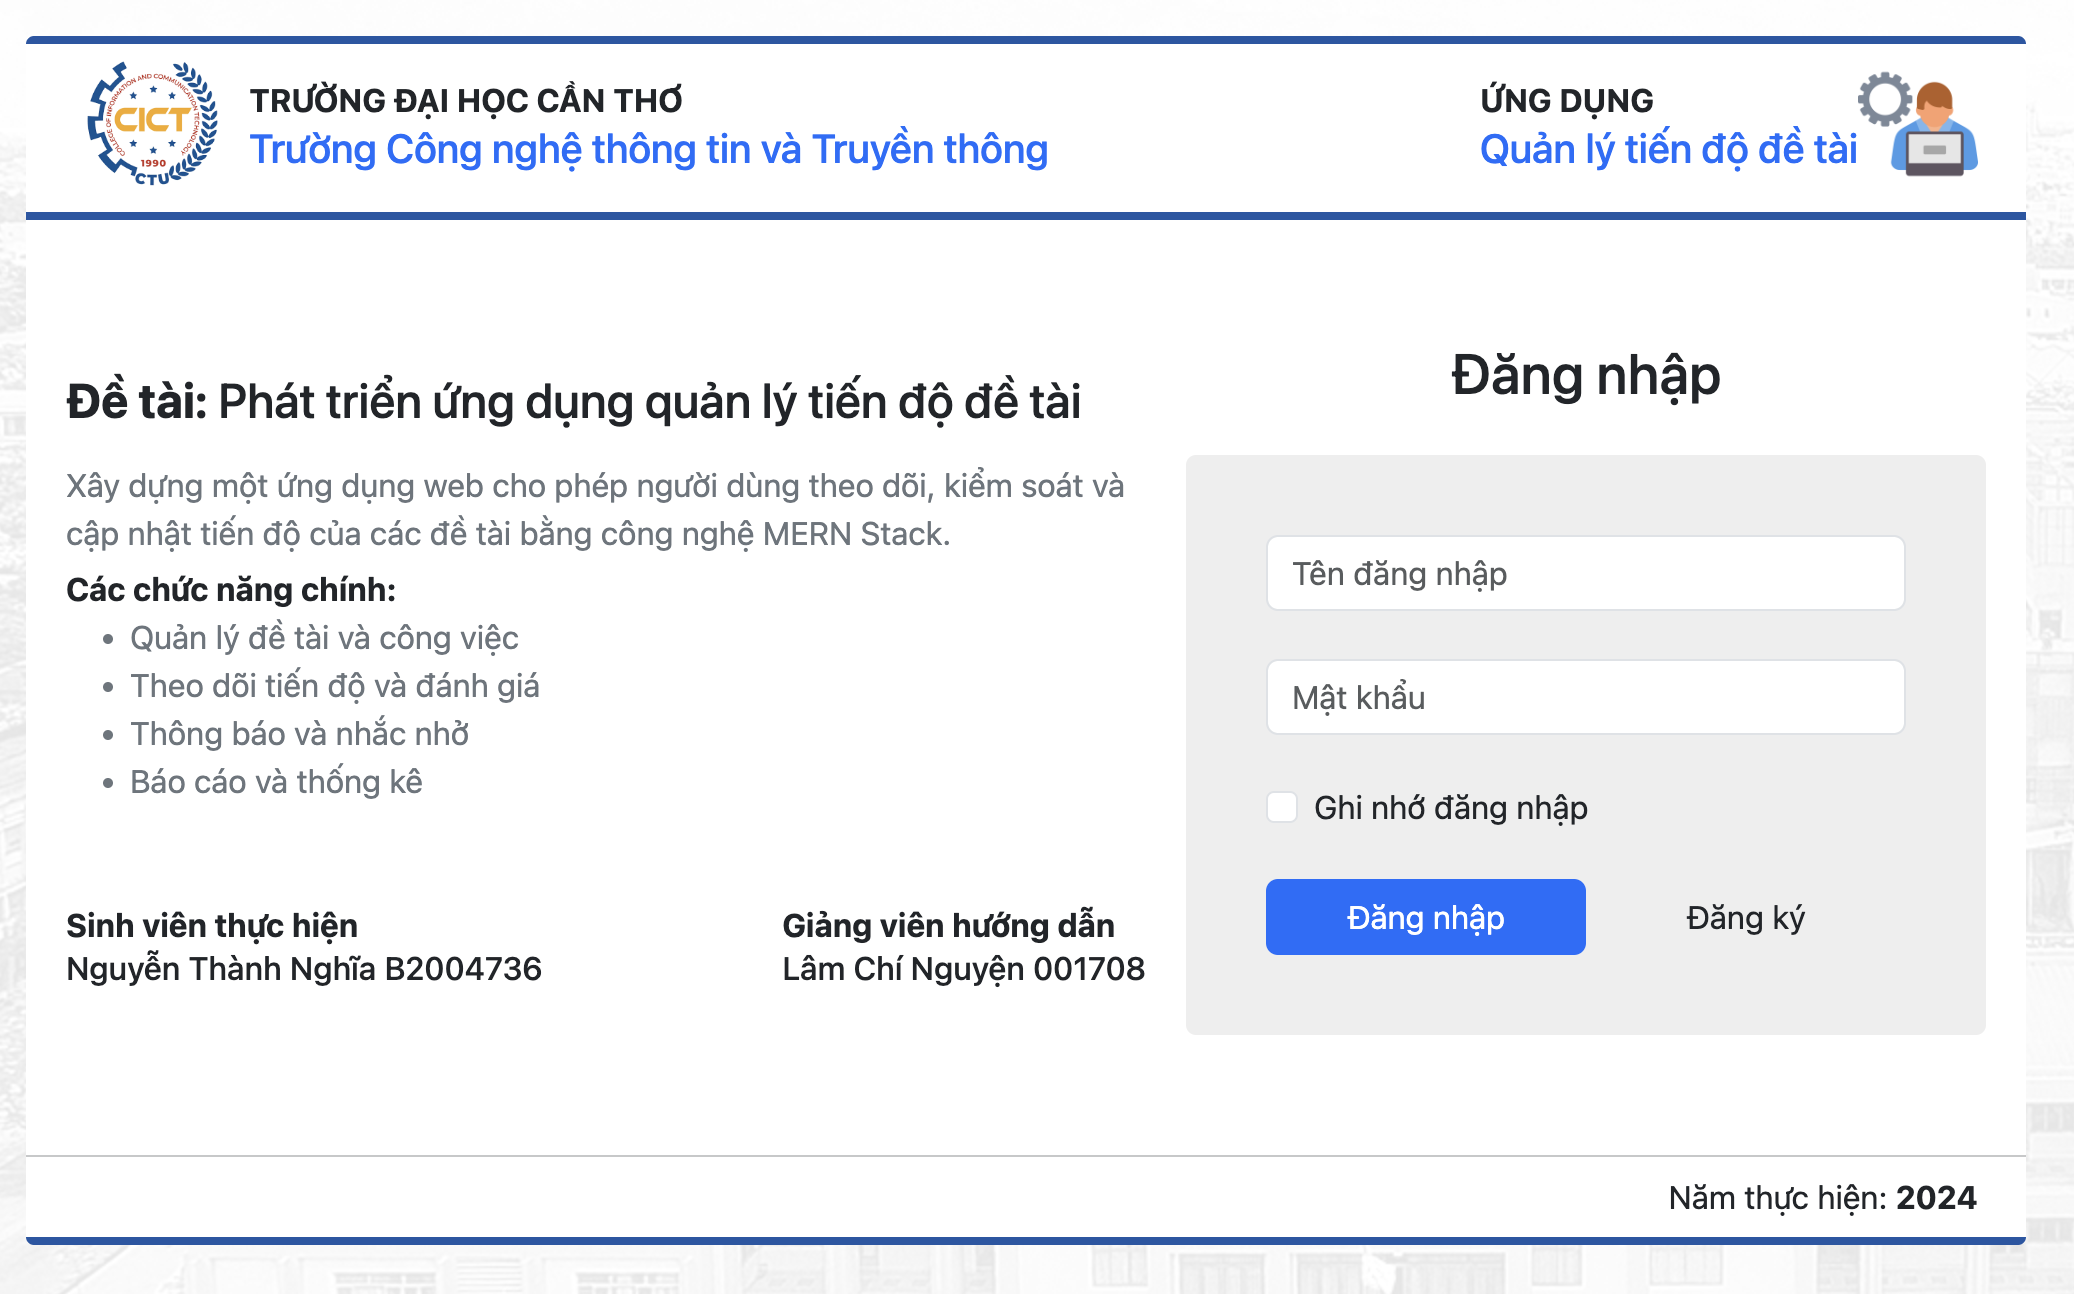 COLLEGE OF INFORMATION AND COMMUNICATION TECHNOLOGY
CICT
1990
CTU
TRƯỜNG ĐẠI HỌC CẦN THƠ
Trường Công nghệ thông tin và Truyền thông
ỨNG DỤNG
Quản lý tiến độ đề tài
Đề tài: Phát triển ứng dụng quản lý tiến độ đề tài
Xây dựng một ứng dụng web cho phép người dùng theo dõi, kiểm soát và
cập nhật tiến độ của các đề tài bằng công nghệ MERN Stack.
Các chức năng chính:
• Quản lý đề tài và công việc
• Theo dõi tiến độ và đánh giá
• Thông báo và nhắc nhở
• Báo cáo và thống kê
Sinh viên thực hiện
Nguyễn Thành Nghĩa B2004736
Giảng viên hướng dẫn
Lâm Chí Nguyện 001708
Đăng nhập
Tên đăng nhập
Mật khẩu
Ghi nhớ đăng nhập
Đăng nhập
Đăng ký
Năm thực hiện: 2024